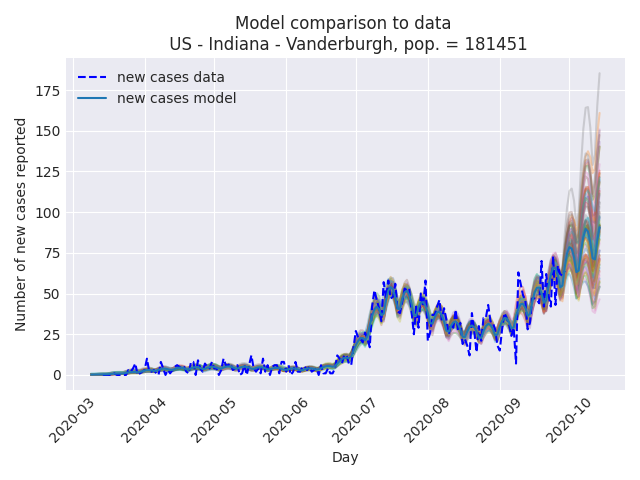 Model comparison to data
US - Indiana - Vanderburgh, pop. = 181451
new cases data
new cases model
Number of new cases reported
175
150
125
100
75
50
25
0
2020-03
2020-04
2020-05
2020-06
2020-07
2020-08
2020-09
2020-10
Day